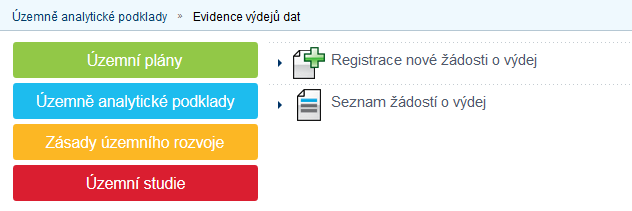 Územně analytické podklady » Evidence výdejů dat
Územní plány
Územně analytické podklady
Zásady územního rozvoje
Územní studie
Registrace nové žádosti o výdej
Seznam žádostí o výdej